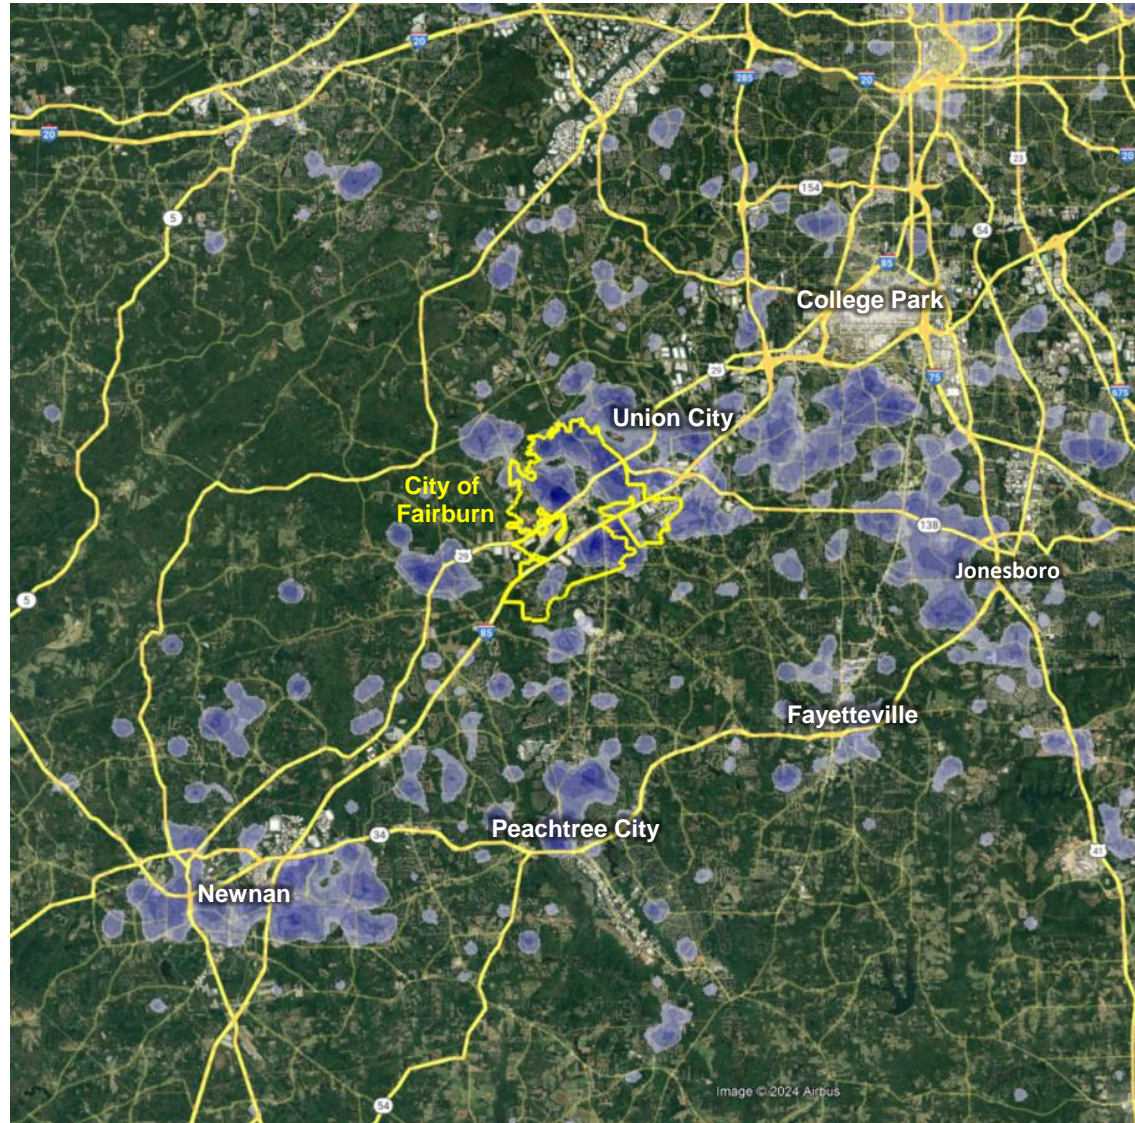 20
285
20
20
23
20
154
5
54
85
College Park
29
75
675
Union City
City of
Fairburn
138
29
Jonesboro
5
85
Fayetteville
Peachtree City
34
41
Newnan
Image © 2024 Airbus
54